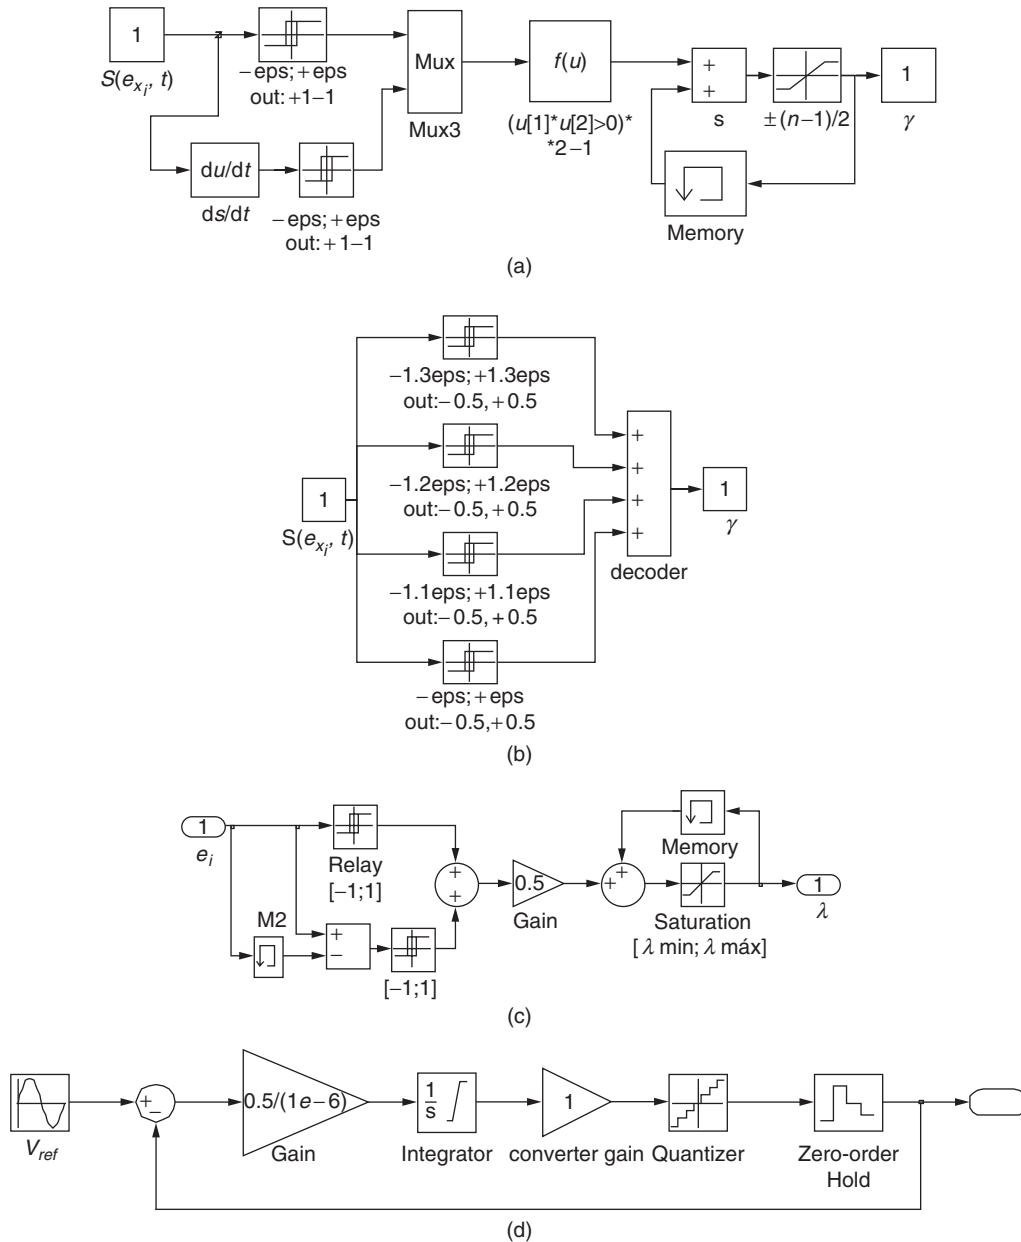 1
S(e_{x_i}, t)
-eps;+eps
out:+1-1
du/dt
ds/dt
-eps;+eps
out:+1-1
Mux
Mux3
f(u)
(u[1]*u[2]>0)*
*2-1
+
+
s
±(n-1)/2
Memory
1
γ
(a)
1
S(e_{x_i}, t)
-1.3eps;+1.3eps
out:-0.5,+0.5
-1.2eps;+1.2eps
out:-0.5,+0.5
-1.1eps;+1.1eps
out:-0.5,+0.5
-eps;+eps
out:-0.5,+0.5
+
+
+
+
decoder
1
γ
(b)
1
e_i
Relay
[-1;1]
M2
+
-
[-1;1]
+
+
0.5
Gain
+
+
Memory
Saturation
[λ min; λ máx]
1
λ
(c)
V_{ref}
+
-
0.5/(1e-6)
Gain
1
s
Integrator
1
converter gain
Quantizer
Zero-order
Hold
(d)